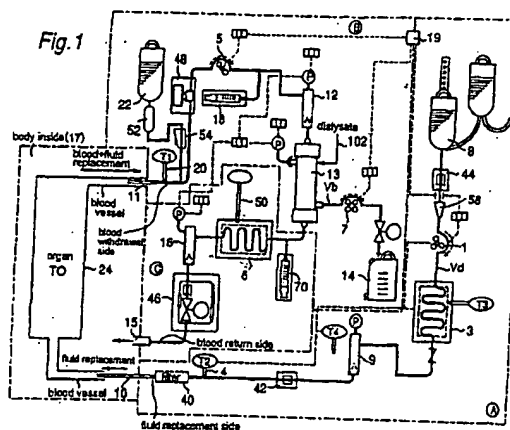 Fig.1
B
5
19
22
48
P
12
18
8
52
54
dialysate
102
body inside(17)
T1
blood+fluid replacement
20
P
13
44
11
50
Vb
58
blood vessel
blood withdrawal side
P
7
1
16
6
14
Vd
organ
TO
24
C
70
T3
46
3
15
blood return side
P
T4
fluid replacement
T2
4
9
10
40
42
blood vessel
A
fluid replacement side